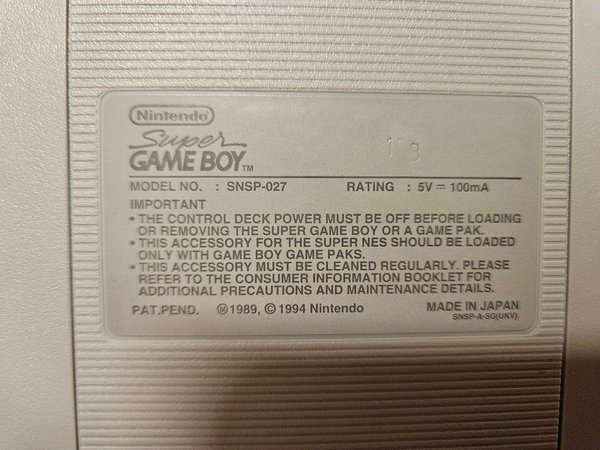 Nintendo
Super
GAME BOY TM
MODEL NO. : SNSP-027 RATING : 5V ⎓ 100mA
IMPORTANT
• THE CONTROL DECK POWER MUST BE OFF BEFORE LOADING
OR REMOVING THE SUPER GAME BOY OR A GAME PAK.
• THIS ACCESSORY FOR THE SUPER NES SHOULD BE LOADED
ONLY WITH GAME BOY GAME PAKS.
• THIS ACCESSORY MUST BE CLEANED REGULARLY. PLEASE
REFER TO THE CONSUMER INFORMATION BOOKLET FOR
ADDITIONAL PRECAUTIONS AND MAINTENANCE DETAILS.
PAT.PEND. Ⓜ1989, ©1994 Nintendo MADE IN JAPAN
SNSP-A-SG(UKV)